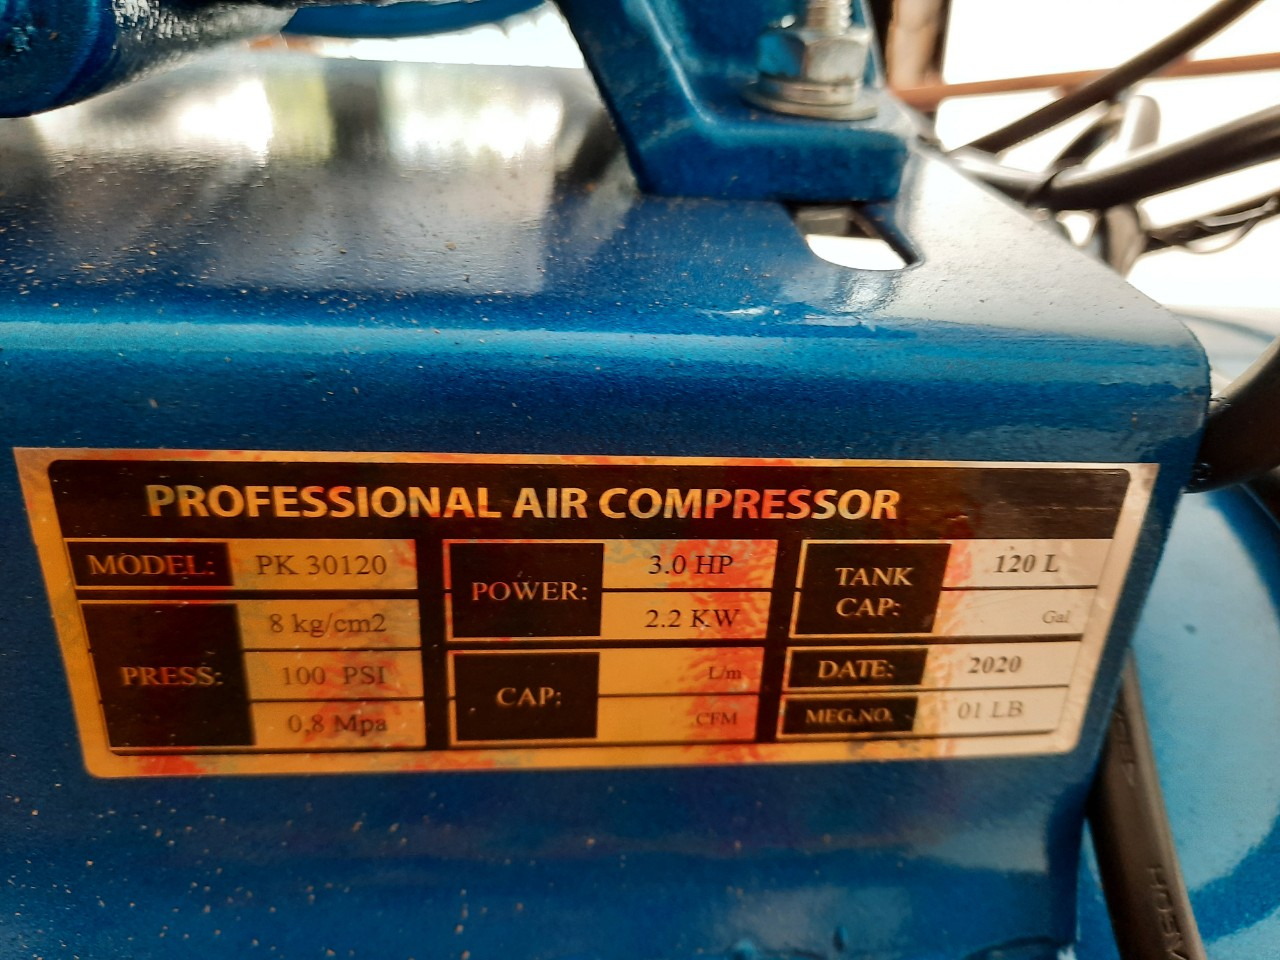 PROFESSIONAL AIR COMPRESSOR
MODEL: PK 30120
PRESS: 8 kg/cm2
100 PSI
0,8 Mpa
POWER: 3.0 HP
2.2 KW
CAP: L/m
CFM
TANK CAP: 120 L
Gal
DATE: 2020
MEG.NO. 01 LB